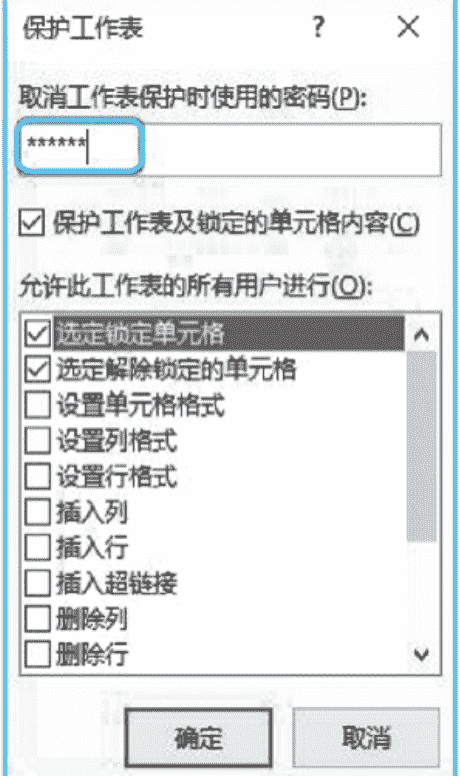 保护工作表 ?
取消工作表保护时使用的密码(P):
******
保护工作表及锁定的单元格内容(C)
允许此工作表的所有用户进行(O):
选定锁定单元格
选定解除锁定的单元格
设置单元格格式
设置列格式
设置行格式
插入列
插入行
插入超链接
删除列
删除行
确定 取消